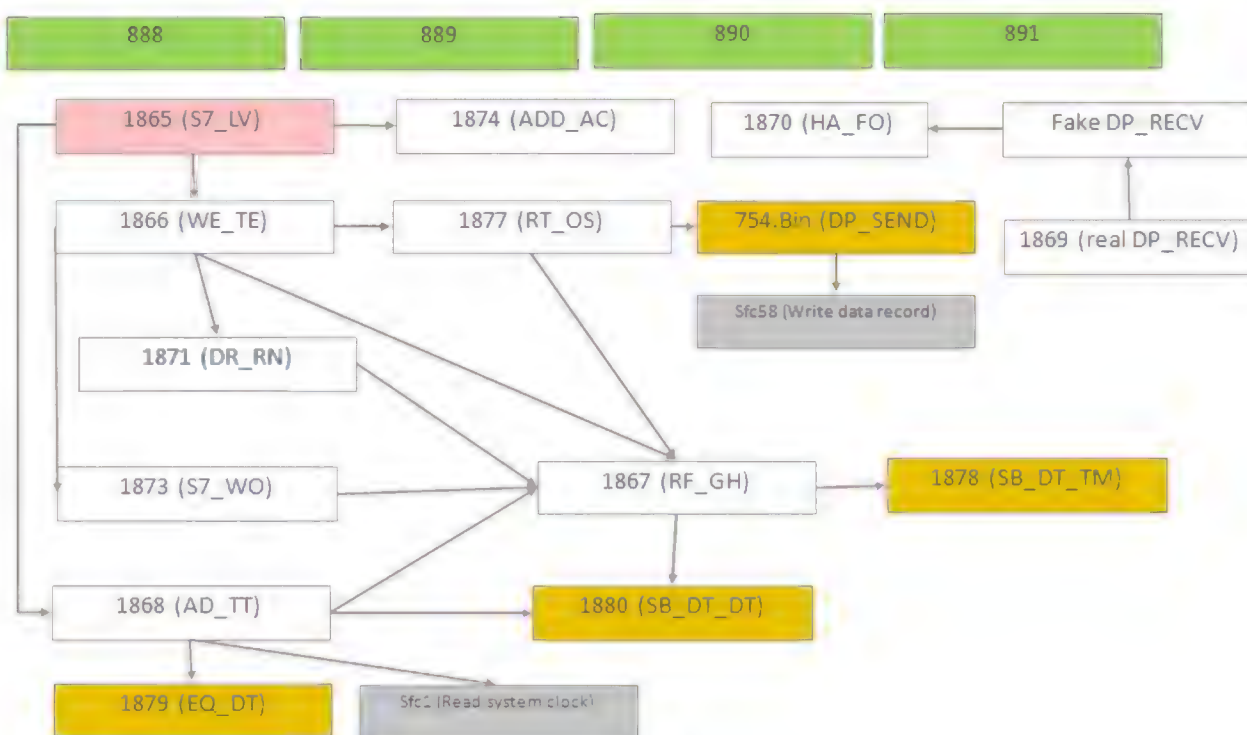 888
889
890
891
1865 (S7_LV)
1874 (ADD_AC)
1870 (HA_FO)
Fake DP_RECV
1866 (WE_TE)
1877 (RT_OS)
754.Bin (DP_SEND)
1869 (real DP_RECV)
Sfc58 (Write data record)
1871 (DR_RN)
1873 (S7_WO)
1867 (RF_GH)
1878 (SB_DT_TM)
1868 (AD_TT)
1880 (SB_DT_DT)
1879 (EQ_DT)
Sfc1 (Read system clock)